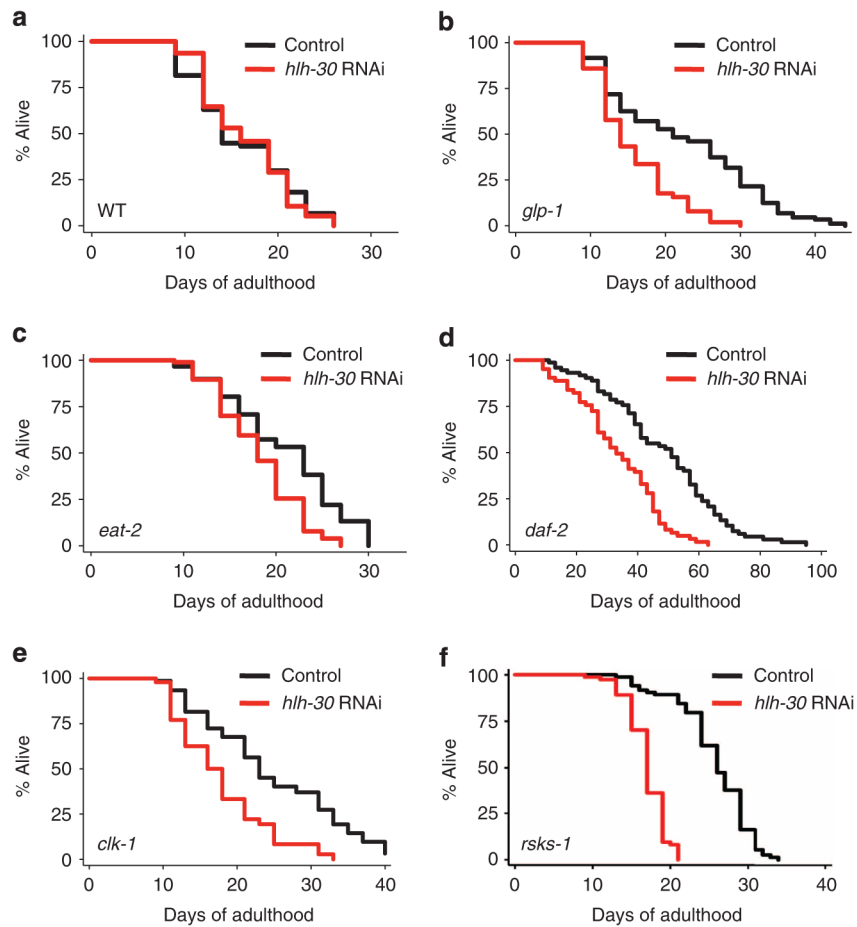 a
Control
hlh-30 RNAi
100
75
50
25
0
% Alive
WT
0 10 20 30
Days of adulthood
b
Control
hlh-30 RNAi
100
75
50
25
0
% Alive
glp-1
0 10 20 30 40
Days of adulthood
c
Control
hlh-30 RNAi
100
75
50
25
0
% Alive
eat-2
0 10 20 30
Days of adulthood
d
Control
hlh-30 RNAi
100
75
50
25
0
% Alive
daf-2
0 20 40 60 80 100
Days of adulthood
e
Control
hlh-30 RNAi
100
75
50
25
0
% Alive
clk-1
0 10 20 30 40
Days of adulthood
f
Control
hlh-30 RNAi
100
75
50
25
0
% Alive
rsks-1
0 10 20 30 40
Days of adulthood